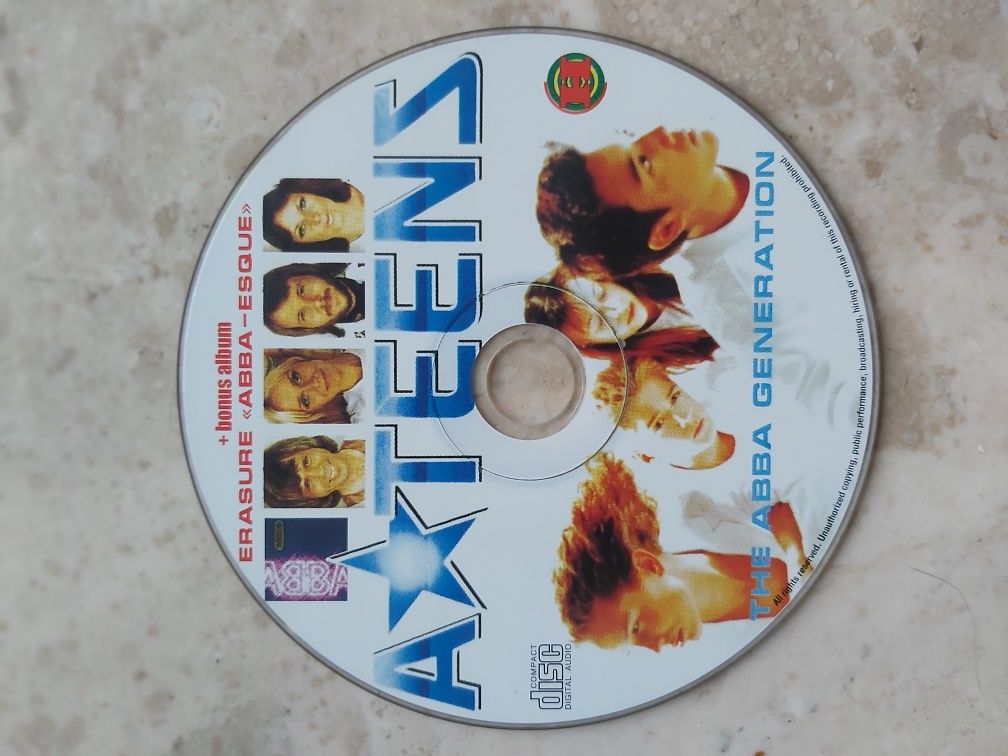 + bonus album
ERASURE «ABBA-ESQUE»
ABBA
A★TEENS
THE ABBA GENERATION
COMPACT
disc
DIGITAL AUDIO
All rights reserved. Unauthorized copying, public performance, broadcasting, hiring or rental of this recording prohibited.